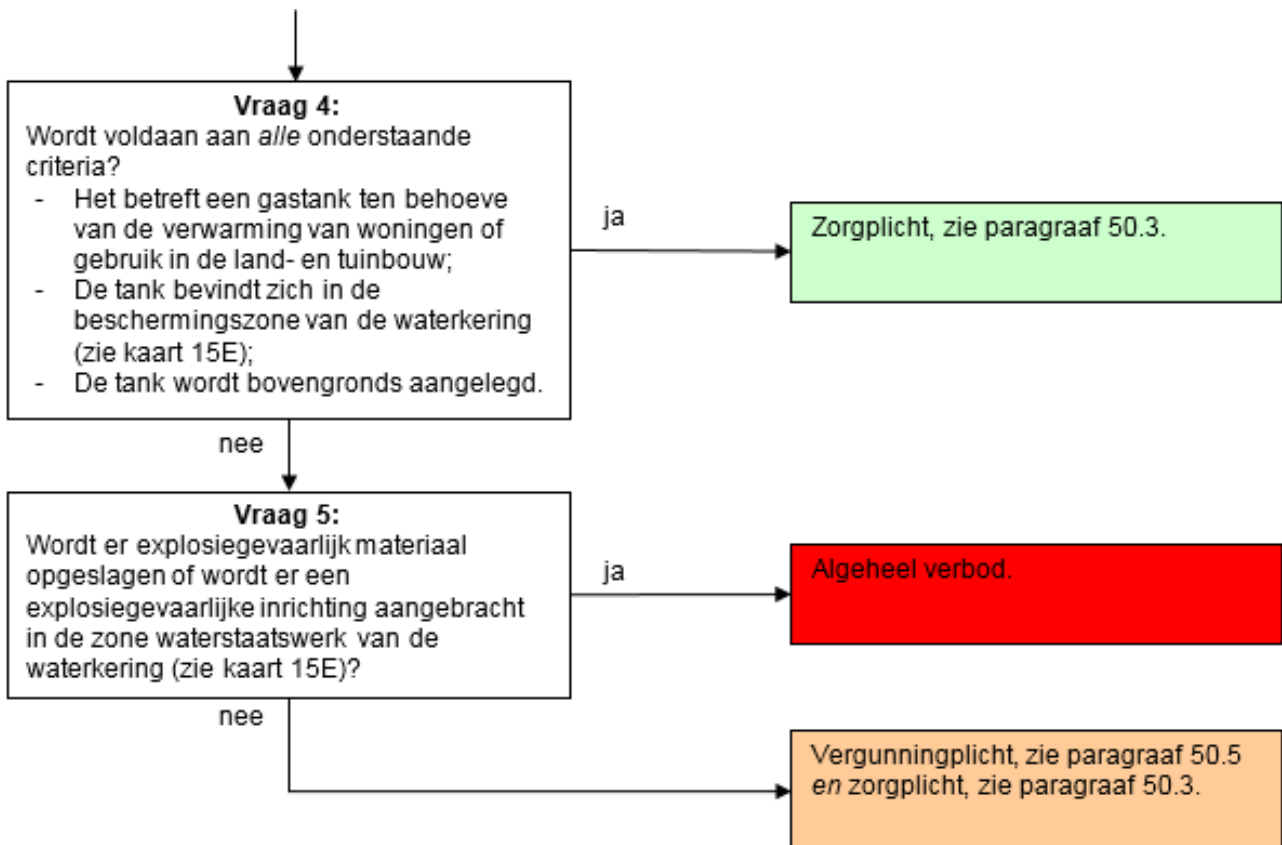 Vraag 4:
Wordt voldaan aan alle onderstaande
criteria?
- Het betreft een gastank ten behoeve
van de verwarming van woningen of
gebruik in de land- en tuinbouw;
- De tank bevindt zich in de
beschermingszone van de waterkering
(zie kaart 15E);
- De tank wordt bovengronds aangelegd.
ja
Zorgplicht, zie paragraaf 50.3.
nee
Vraag 5:
Wordt er explosiegevaarlijk materiaal
opgeslagen of wordt er een
explosiegevaarlijke inrichting aangebracht
in de zone waterstaatswerk van de
waterkering (zie kaart 15E)?
ja
Algeheel verbod.
nee
Vergunningplicht, zie paragraaf 50.5
en zorgplicht, zie paragraaf 50.3.